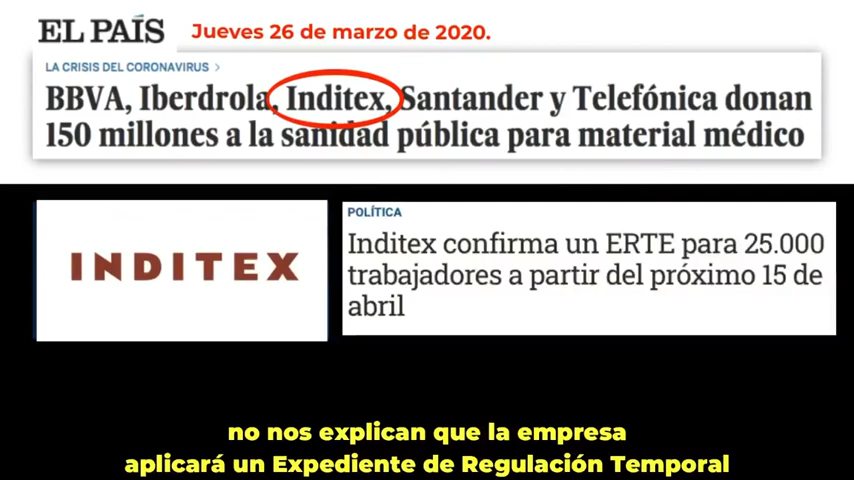 EL PAÍS
Jueves 26 de marzo de 2020.
LA CRISIS DEL CORONAVIRUS >
BBVA, Iberdrola, Inditex, Santander y Telefónica donan
150 millones a la sanidad pública para material médico
INDITEX
POLÍTICA
Inditex confirma un ERTE para 25.000
trabajadores a partir del próximo 15 de
abril
no nos explican que la empresa
aplicará un Expediente de Regulación Temporal